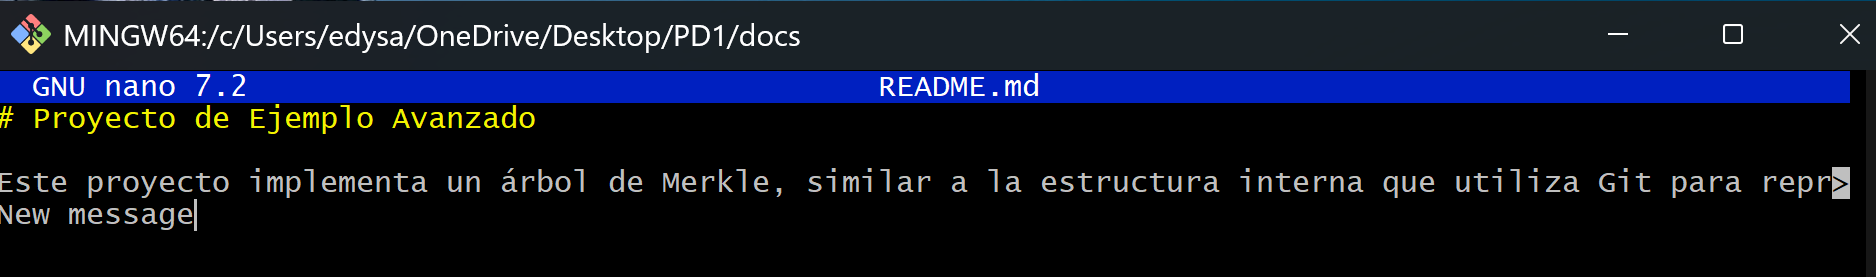 MINGW64:/c/Users/edysa/OneDrive/Desktop/PD1/docs
GNU nano 7.2 README.md
# Proyecto de Ejemplo Avanzado
Este proyecto implementa un árbol de Merkle, similar a la estructura interna que utiliza Git para repr>
New message